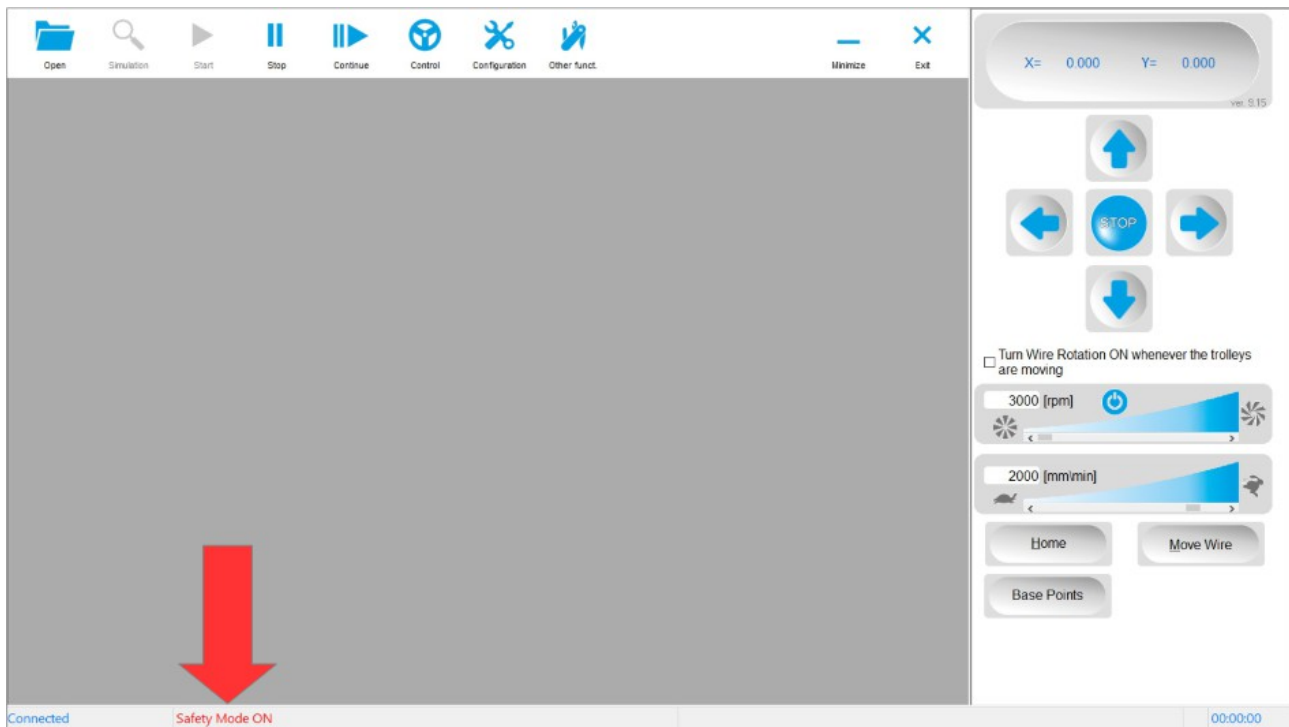 Open
Simulation
Start
Stop
Continue
Control
Configuration
Other funct.
Minimize
Exit
X= 0.000 Y= 0.000
ver. 9.15
STOP
Turn Wire Rotation ON whenever the trolleys
are moving
3000 [rpm]
2000 [mm\min]
Home
Move Wire
Base Points
Connected
Safety Mode ON
00:00:00